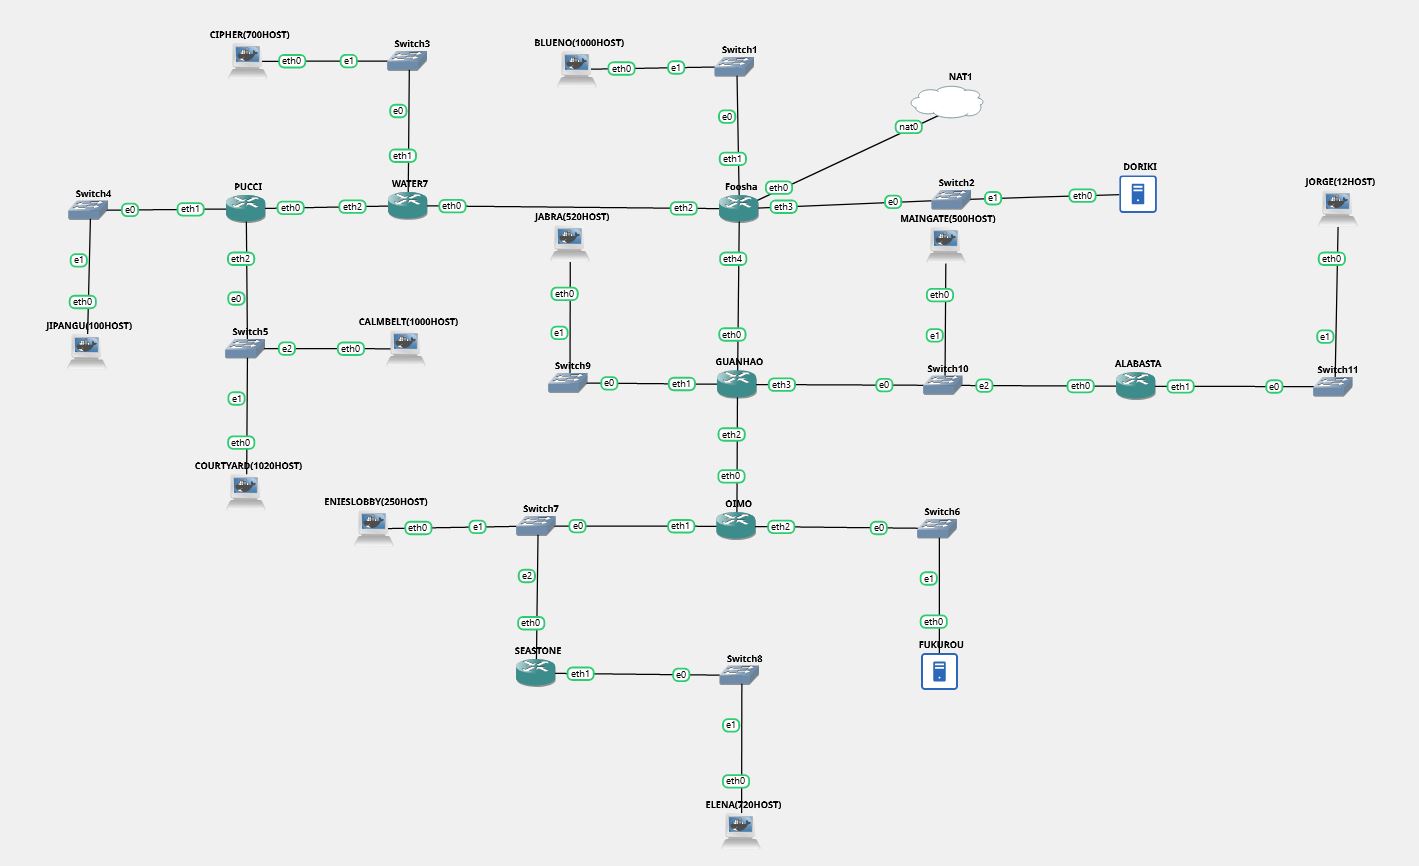 CIPHER(700HOST)
Switch3
BLUENO(1000HOST)
Switch1
eth0
e1
eth0
e1
NAT1
e0
e0
nat0
eth1
eth1
DORIKI
Switch4
PUCCI
WATER7
Foosha
eth0
Switch2
JORGE(12HOST)
e0
eth1
eth0
eth2
eth0
eth2
eth3
e0
e1
eth0
JABRA(520HOST)
MAINGATE(500HOST)
e1
eth2
eth4
eth0
eth0
e0
eth0
eth0
JIPANGU(100HOST)
Switch5
CALMBELT(1000HOST)
e1
eth0
e1
e1
e2
eth0
Switch9
GUANHAO
Switch10
ALABASTA
Switch11
e0
eth1
eth3
e0
e2
eth0
eth1
e0
e1
eth0
eth2
COURTYARD(1020HOST)
eth0
ENIESLOBBY(250HOST)
Switch7
OIMO
Switch6
eth0
e1
e0
eth1
eth2
e0
e2
e1
eth0
eth0
SEASTONE
FUKUROU
Switch8
eth1
e0
e1
eth0
ELENA(720HOST)